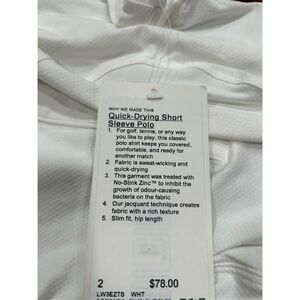 WHY WE MADE THIS
Quick-Drying Short
Sleeve Polo
1. For golf, tennis, or any way
you like to play, this classic
polo shirt keeps you covered,
comfortable, and ready for
another match
2. Fabric is sweat-wicking and
quick-drying
3. This garment was treated with
No-Stink Zinc™ to inhibit the
growth of odour-causing
bacteria on the fabric
4. Our jacquard technique creates
fabric with a rich texture
5. Slim fit, hip length
2 $78.00
LW3EZTS WHT